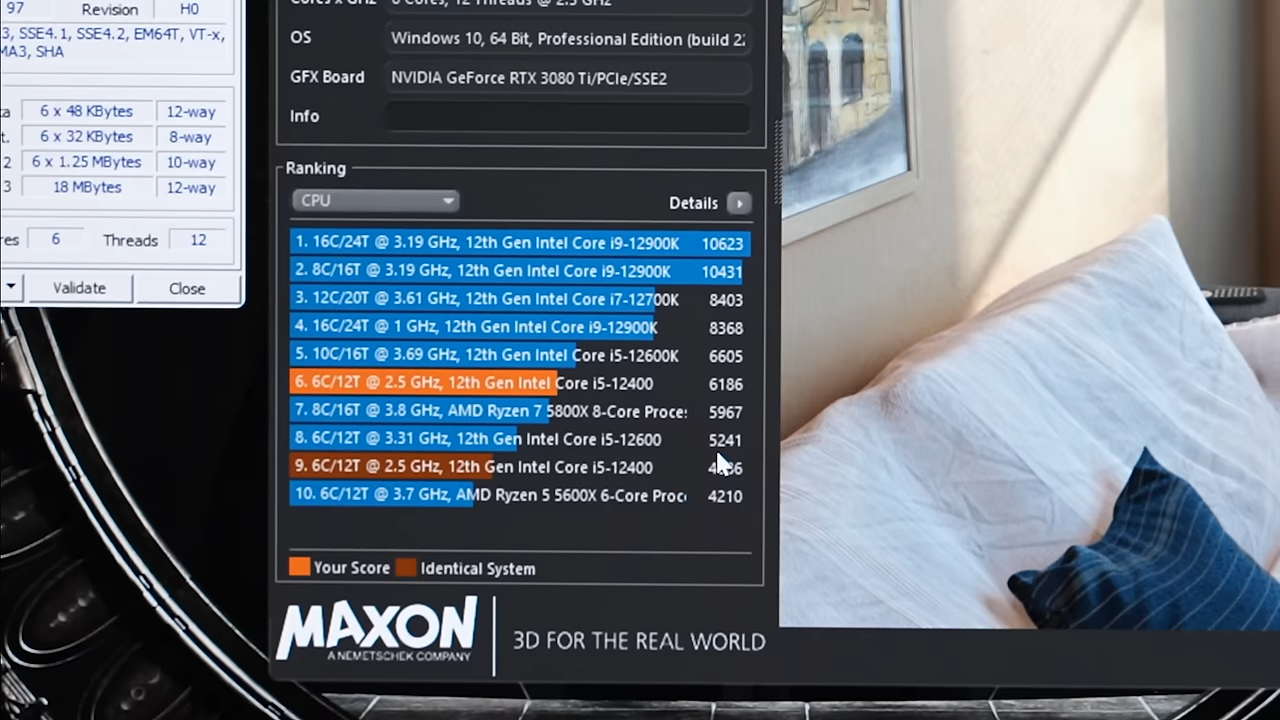 97 Revision H0
3, SSE4.1, SSE4.2, EM64T, VT-x,
MA3, SHA
6 x 48 KBytes 12-way
6 x 32 KBytes 8-way
2 6 x 1.25 MBytes 10-way
3 18 MBytes 12-way
6 Threads 12
Validate Close
OS Windows 10, 64 Bit, Professional Edition (build 22
GFX Board NVIDIA GeForce RTX 3080 Ti/PCIe/SSE2
Info
Ranking
CPU Details
1. 16C/24T @ 3.19 GHz, 12th Gen Intel Core i9-12900K 10623
2. 8C/16T @ 3.19 GHz, 12th Gen Intel Core i9-12900K 10431
3. 12C/20T @ 3.61 GHz, 12th Gen Intel Core i7-12700K 8403
4. 16C/24T @ 1 GHz, 12th Gen Intel Core i9-12900K 8368
5. 10C/16T @ 3.69 GHz, 12th Gen Intel Core i5-12600K 6605
6. 6C/12T @ 2.5 GHz, 12th Gen Intel Core i5-12400 6186
7. 8C/16T @ 3.8 GHz, AMD Ryzen 7 5800X 8-Core Proces 5967
8. 6C/12T @ 3.31 GHz, 12th Gen Intel Core i5-12600 5241
9. 6C/12T @ 2.5 GHz, 12th Gen Intel Core i5-12400
10. 6C/12T @ 3.7 GHz, AMD Ryzen 5 5600X 6-Core Proc 4210
Your Score Identical System
MAXON
A NEMETSCHEK COMPANY
3D FOR THE REAL WORLD